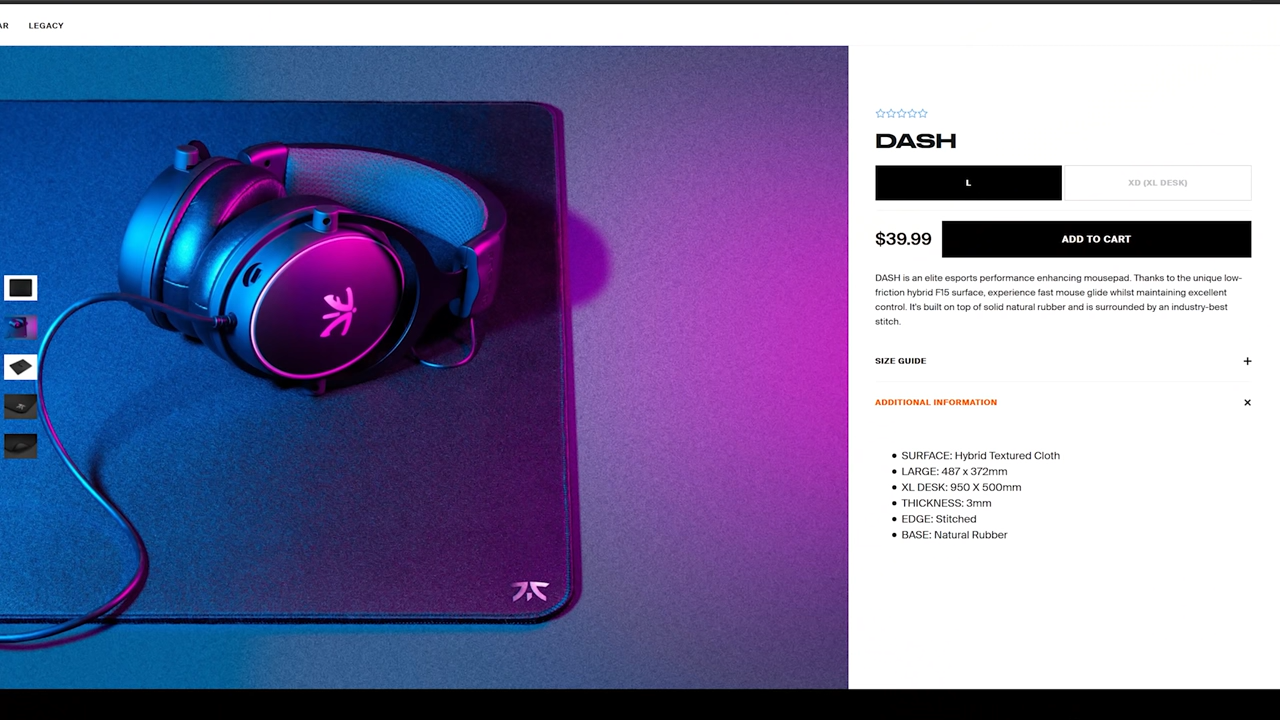 AR LEGACY
DASH
L XD (XL DESK)
$39.99 ADD TO CART
DASH is an elite esports performance enhancing mousepad. Thanks to the unique low-
friction hybrid F15 surface, experience fast mouse glide whilst maintaining excellent
control. It's built on top of solid natural rubber and is surrounded by an industry-best
stitch.
SIZE GUIDE
ADDITIONAL INFORMATION
SURFACE: Hybrid Textured Cloth
LARGE: 487 x 372mm
XL DESK: 950 X 500mm
THICKNESS: 3mm
EDGE: Stitched
BASE: Natural Rubber